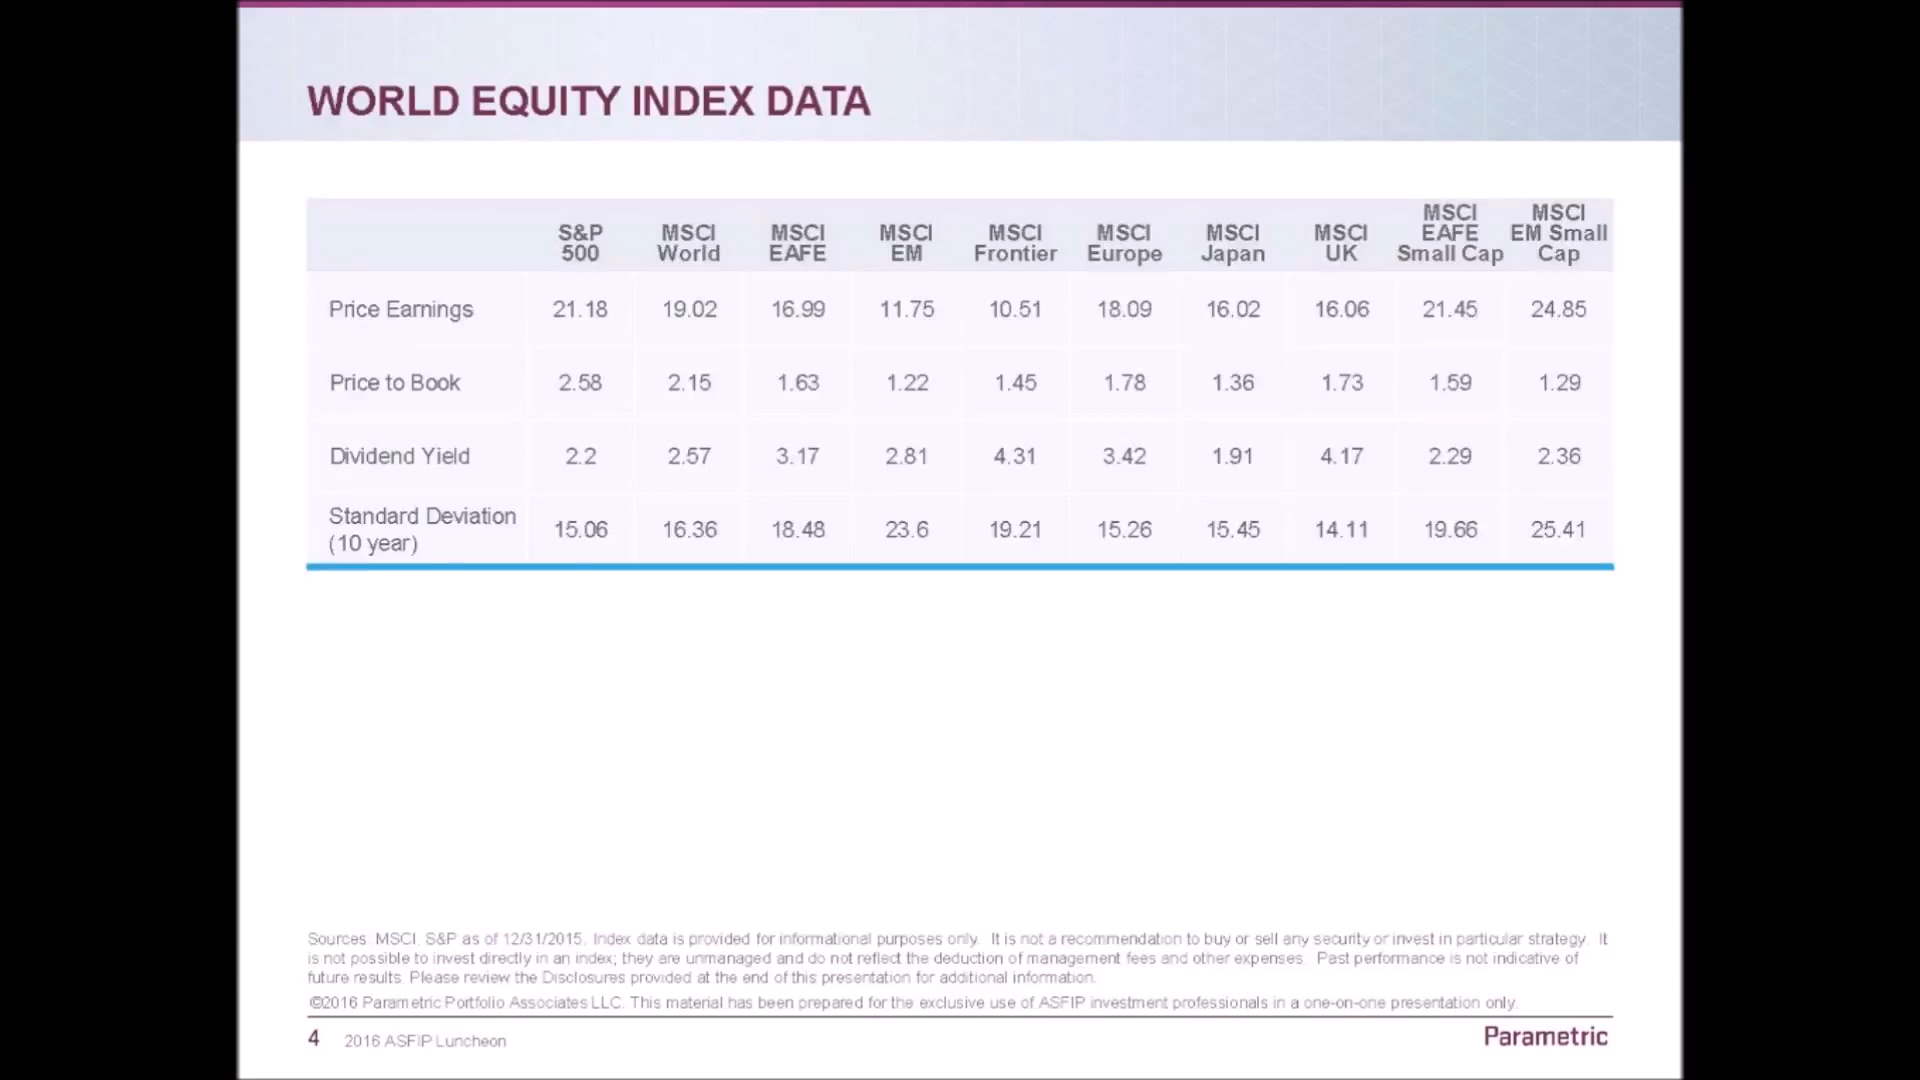 WORLD EQUITY INDEX DATA
S&P 500 MSCI World MSCI EAFE MSCI EM MSCI Frontier MSCI Europe MSCI Japan MSCI UK MSCI EAFE Small Cap MSCI EM Small Cap
Price Earnings 21.18 19.02 16.99 11.75 10.51 18.09 16.02 16.06 21.45 24.85
Price to Book 2.58 2.15 1.63 1.22 1.45 1.78 1.36 1.73 1.59 1.29
Dividend Yield 2.2 2.57 3.17 2.81 4.31 3.42 1.91 4.17 2.29 2.36
Standard Deviation (10 year) 15.06 16.36 18.48 23.6 19.21 15.26 15.45 14.11 19.66 25.41
Sources: MSCI, S&P as of 12/31/2015. Index data is provided for informational purposes only. It is not a recommendation to buy or sell any security or invest in particular strategy. It
is not possible to invest directly in an index; they are unmanaged and do not reflect the deduction of management fees and other expenses. Past performance is not indicative of
future results. Please review the Disclosures provided at the end of this presentation for additional information.
©2016 Parametric Portfolio Associates LLC. This material has been prepared for the exclusive use of ASFIP investment professionals in a one-on-one presentation only.
4 2016 ASFIP Luncheon
Parametric